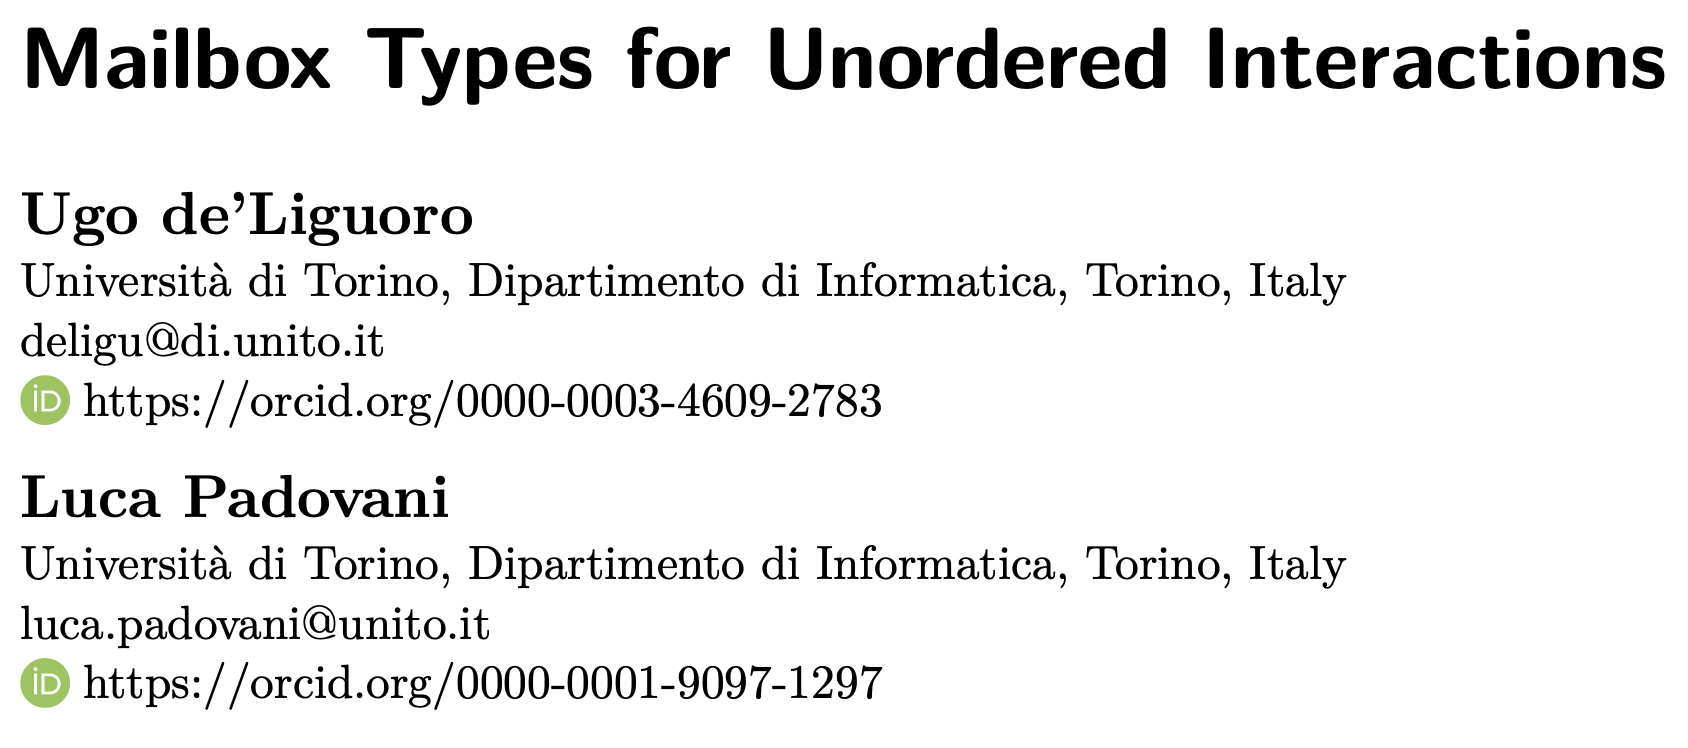 Mailbox Types for Unordered Interactions
Ugo de’Liguoro
Università di Torino, Dipartimento di Informatica, Torino, Italy
deligu@di.unito.it
iD https://orcid.org/0000-0003-4609-2783
Luca Padovani
Università di Torino, Dipartimento di Informatica, Torino, Italy
luca.padovani@unito.it
iD https://orcid.org/0000-0001-9097-1297